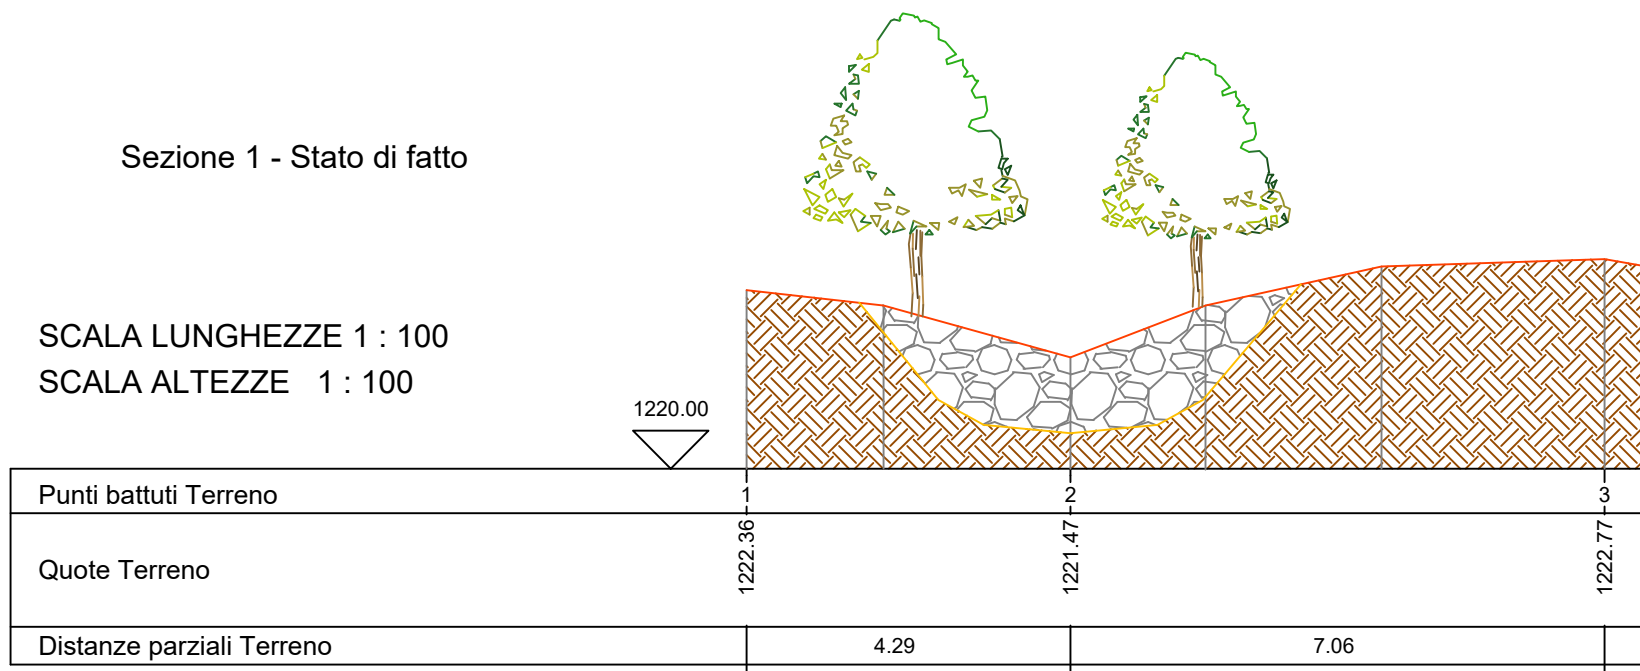 Sezione 1 - Stato di fatto
SCALA LUNGHEZZE 1 : 100
SCALA ALTEZZE 1 : 100
1220.00
Punti battuti Terreno 1 2 3
Quote Terreno 1222.36 1221.47 1222.77
Distanze parziali Terreno 4.29 7.06